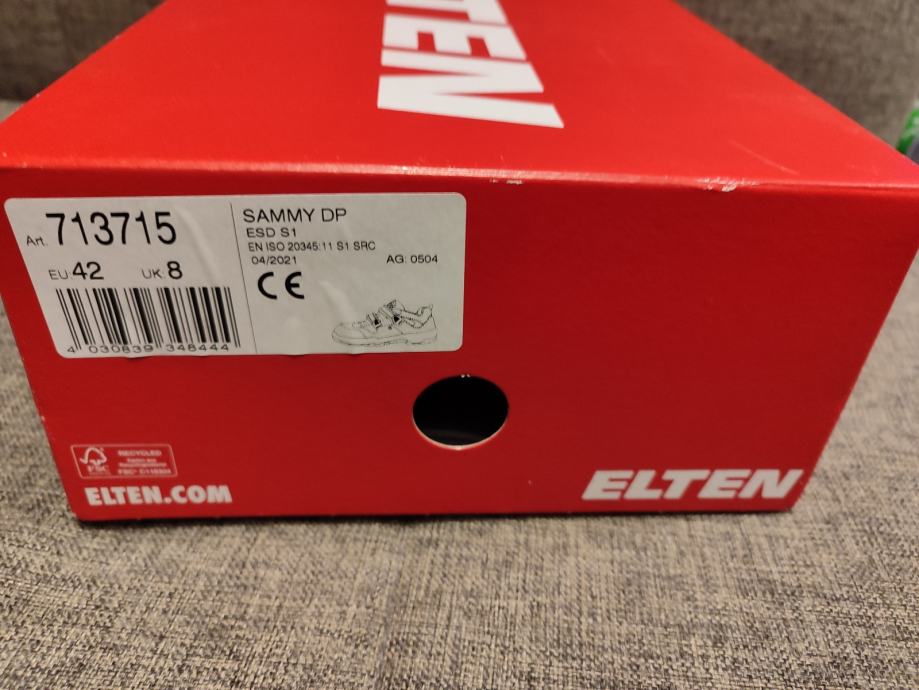 ELTEN
Art. 713715
EU: 42 UK: 8
4 030839 348444
SAMMY DP
ESD S1
EN ISO 20345:11 S1 SRC
04/2021 AG: 0504
CE
FSC
RECYCLED
ELTEN.COM
ELTEN